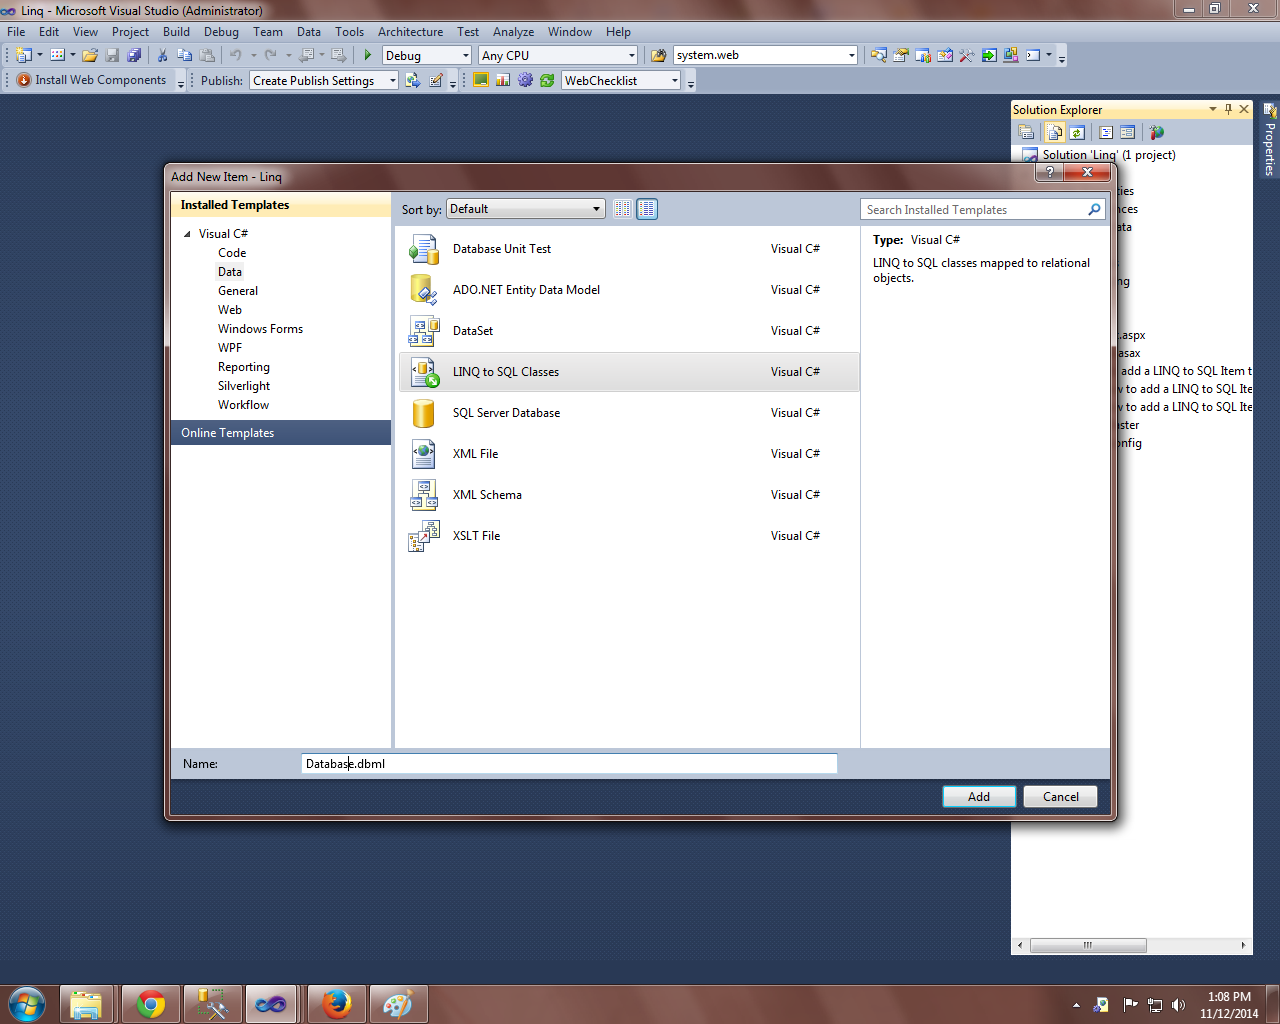 Linq - Microsoft Visual Studio (Administrator)
File Edit View Project Build Debug Team Data Tools Architecture Test Analyze Window Help
Debug Any CPU system.web
Install Web Components Publish: Create Publish Settings WebChecklist
Solution Explorer
Properties
Solution 'Linq' (1 project)
Add New Item - Linq
Installed Templates
Sort by: Default
Search Installed Templates
Visual C#
Code
Data
General
Web
Windows Forms
WPF
Reporting
Silverlight
Workflow
Online Templates
Database Unit Test Visual C#
ADO.NET Entity Data Model Visual C#
DataSet Visual C#
LINQ to SQL Classes Visual C#
SQL Server Database Visual C#
XML File Visual C#
XML Schema Visual C#
XSLT File Visual C#
Type: Visual C#
LINQ to SQL classes mapped to relational
objects.
ties
nces
ta
ng
.aspx
asax
add a LINQ to SQL Item t
v to add a LINQ to SQL Ite
v to add a LINQ to SQL Ite
ster
onfig
Name: Database.dbml
Add Cancel
1:08 PM
11/12/2014